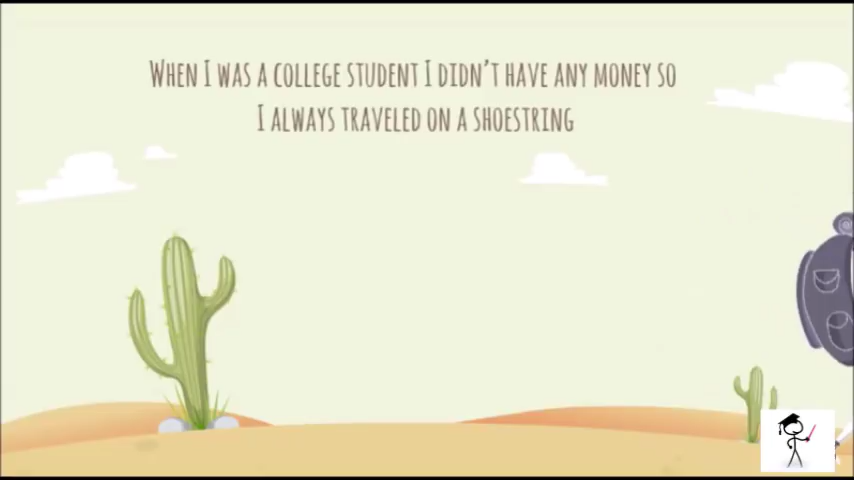 WHEN I WAS A COLLEGE STUDENT I DIDN'T HAVE ANY MONEY SO
I ALWAYS TRAVELED ON A SHOESTRING